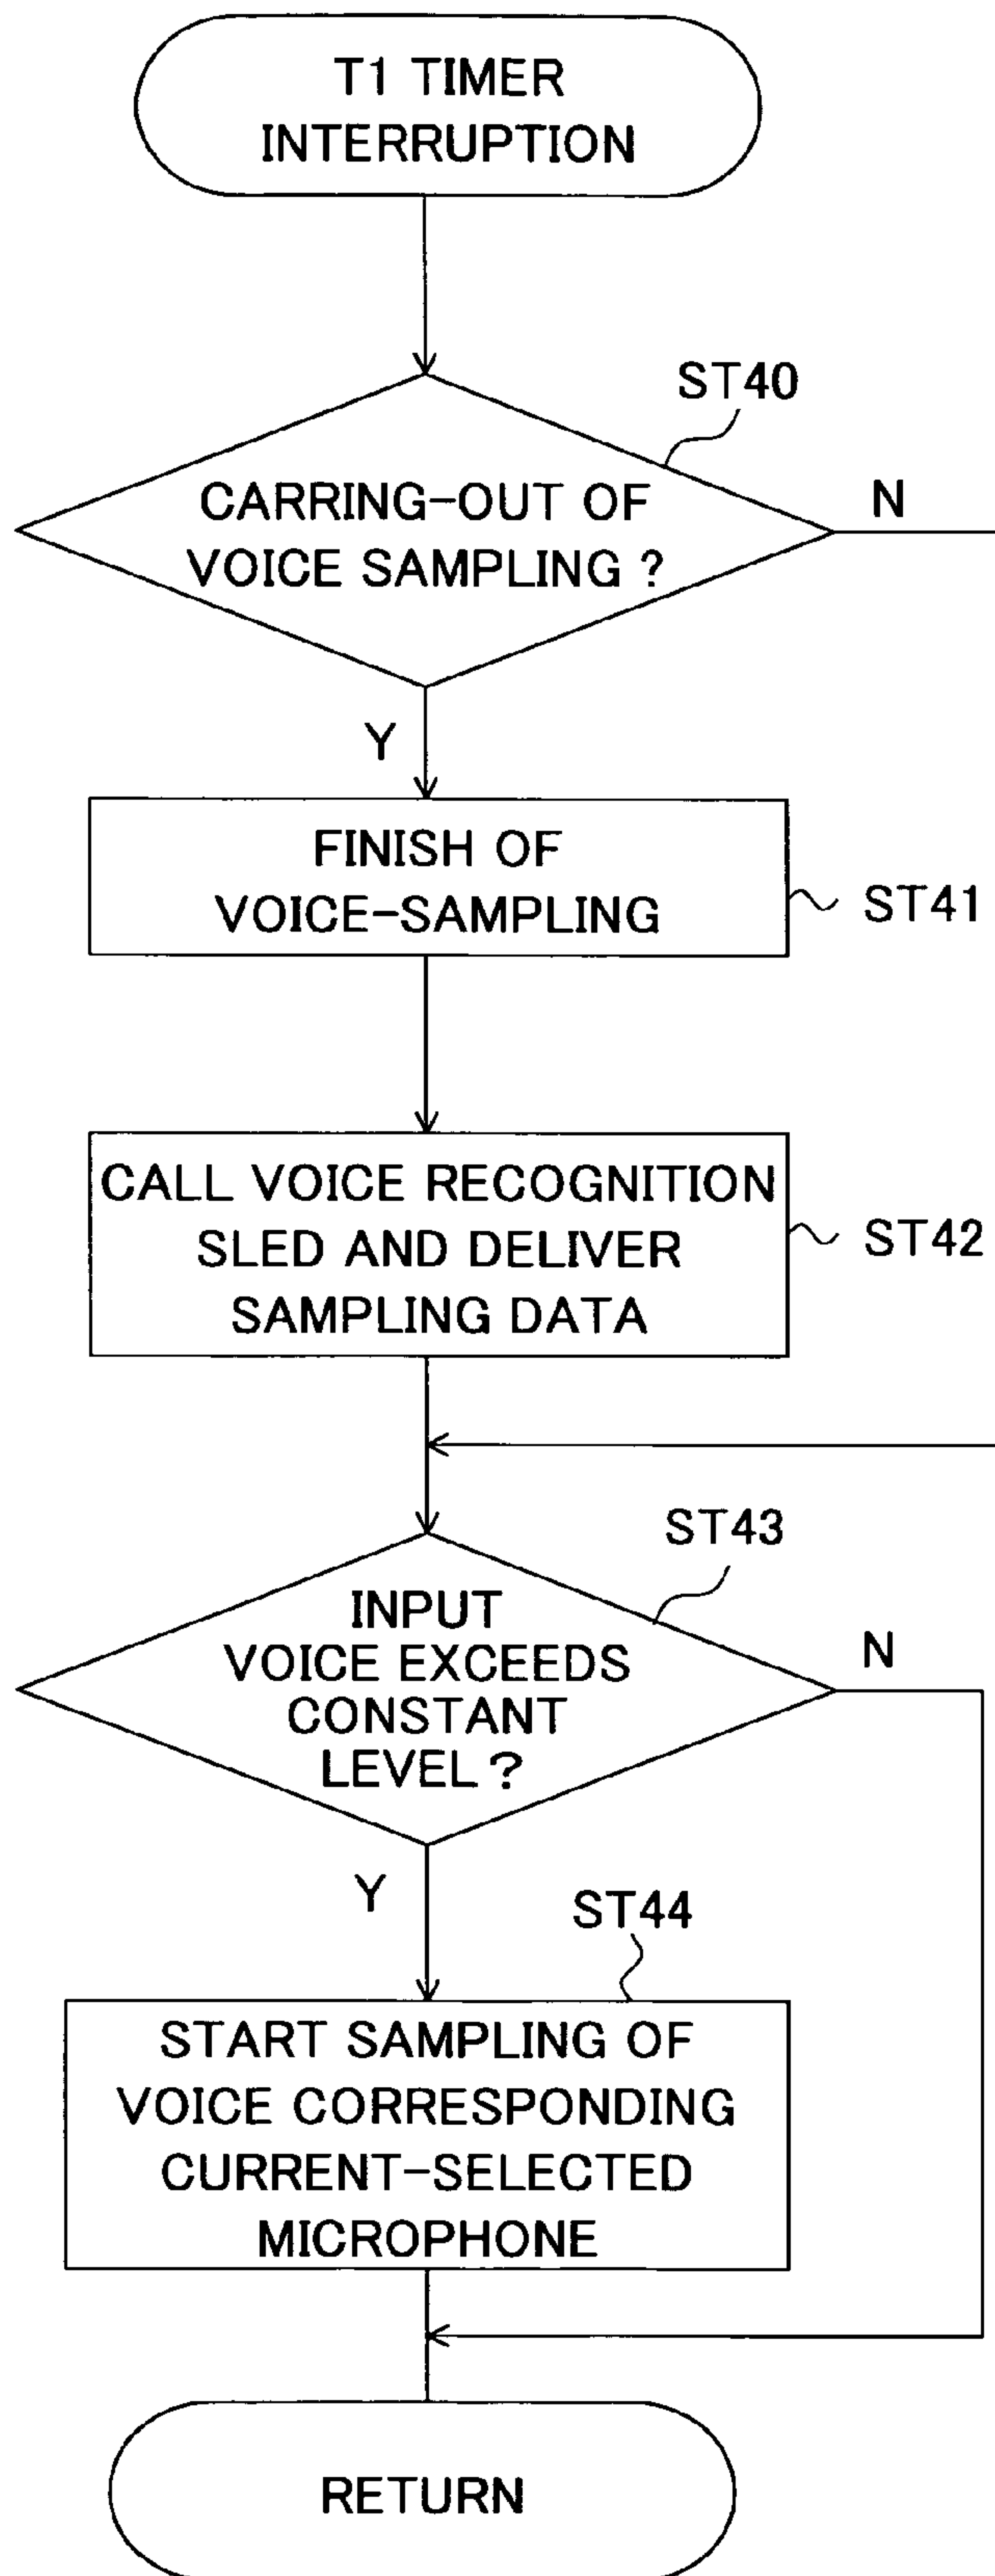 T1 TIMER
INTERRUPTION
ST40
CARRING-OUT OF
VOICE SAMPLING ?
N
Y
FINISH OF
VOICE-SAMPLING
ST41
CALL VOICE RECOGNITION
SLED AND DELIVER
SAMPLING DATA
ST42
ST43
INPUT
VOICE EXCEEDS
CONSTANT
LEVEL ?
N
Y
ST44
START SAMPLING OF
VOICE CORRESPONDING
CURRENT-SELECTED
MICROPHONE
RETURN